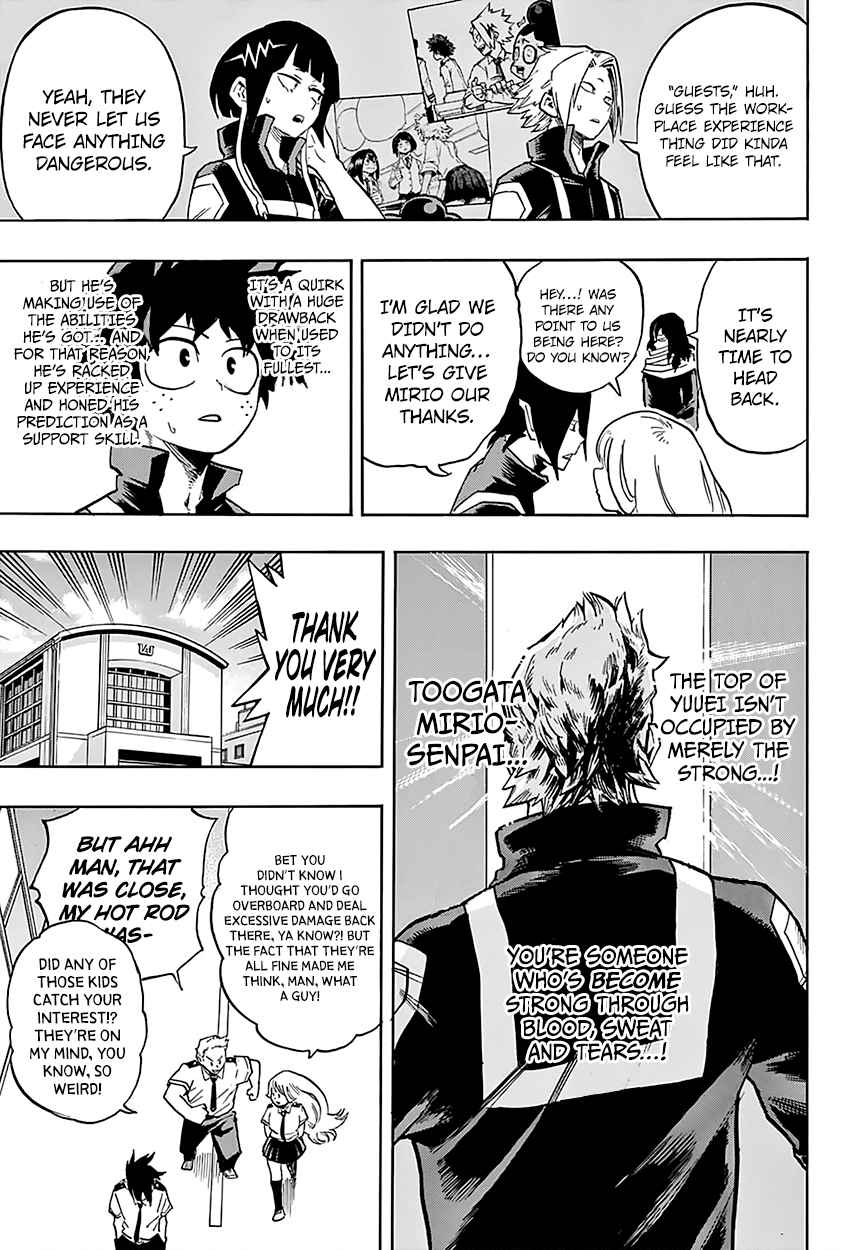 "GUESTS," HUH.
GUESS THE WORK-
PLACE EXPERIENCE
THING DID KINDA
FEEL LIKE THAT.
YEAH, THEY
NEVER LET US
FACE ANYTHING
DANGEROUS.
IT'S
NEARLY
TIME TO
HEAD
BACK.
HEY...! WAS
THERE ANY
POINT TO US
BEING HERE?
DO YOU KNOW?
I'M GLAD WE
DIDN'T DO
ANYTHING...
LET'S GIVE
MIRIO OUR
THANKS.
IT'S A QUIRK
WITH A HUGE
DRAWBACK
WHEN USED
TO ITS
FULLEST...
BUT HE'S
MAKING USE OF
THE ABILITIES
HE'S GOT... AND
FOR THAT REASON,
HE'S RACKED
UP EXPERIENCE
AND HONED HIS
PREDICTION AS A
SUPPORT SKILL.
THE TOP OF
YUUEI ISN'T
OCCUPIED BY
MERELY THE
STRONG...!
TOOGATA
MIRIO-
SENPAI...
YOU'RE SOMEONE
WHO'S BECOME
STRONG THROUGH
BLOOD, SWEAT
AND TEARS...!
THANK
YOU VERY
MUCH!!
UA
BET YOU
DIDN'T KNOW I
THOUGHT YOU'D GO
OVERBOARD AND DEAL
EXCESSIVE DAMAGE BACK
THERE, YA KNOW?! BUT
THE FACT THAT THEY'RE
ALL FINE MADE ME
THINK, MAN, WHAT
A GUY!
BUT AHH
MAN, THAT
WAS CLOSE,
MY HOT ROD
WAS-
DID ANY OF
THOSE KIDS
CATCH YOUR
INTEREST!?
THEY'RE ON
MY MIND, YOU
KNOW, SO
WEIRD!